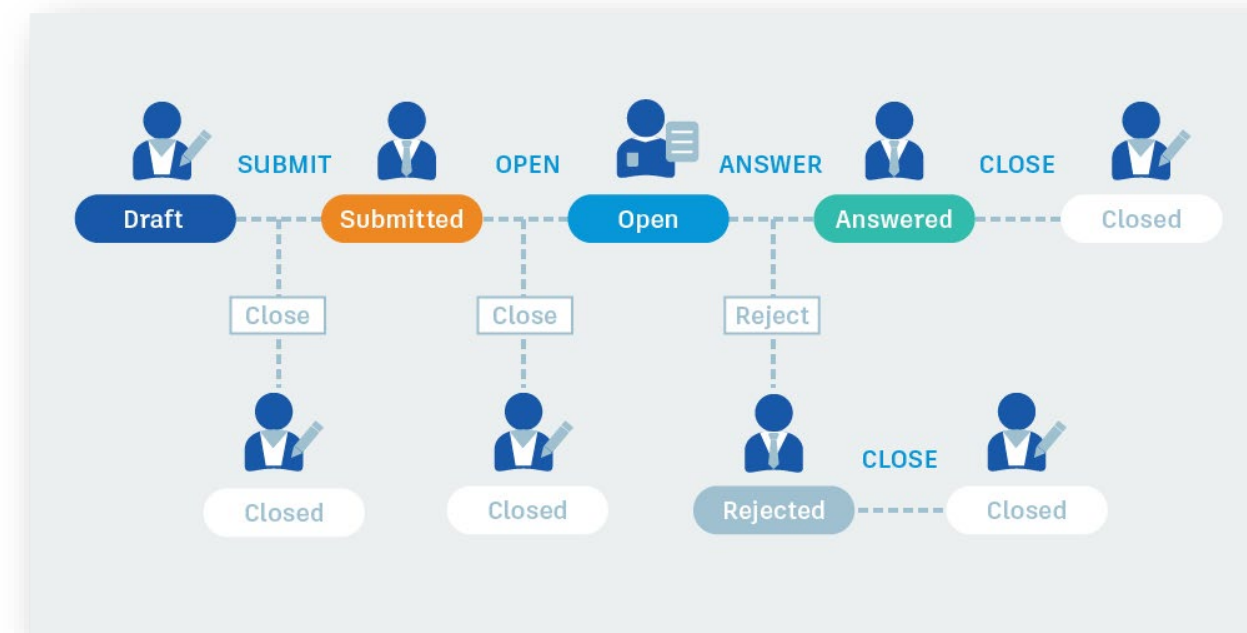 SUBMIT
OPEN
ANSWER
CLOSE
Draft
Submitted
Open
Answered
Closed
Close
Close
Reject
CLOSE
Closed
Closed
Rejected
Closed